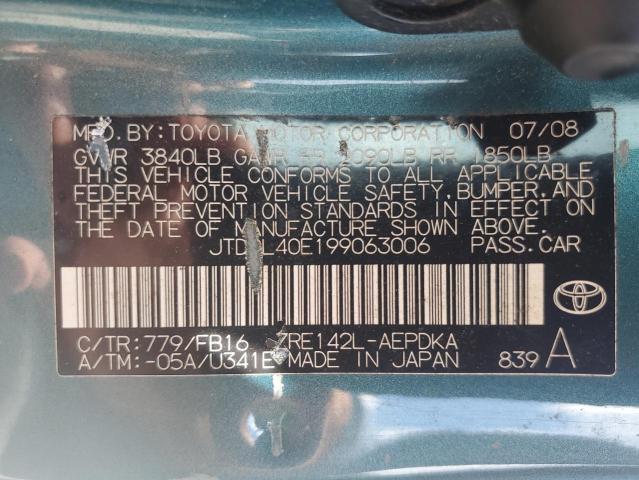 MFD. BY: TOYOTA MOTOR CORPORATION 07/08
GVWR 3840LB GAWR FR 2090LB RR 1850LB
THIS VEHICLE CONFORMS TO ALL APPLICABLE
FEDERAL MOTOR VEHICLE SAFETY, BUMPER, AND
THEFT PREVENTION STANDARDS IN EFFECT ON
THE DATE OF MANUFACTURE SHOWN ABOVE.
PASS.CAR
C/TR:779/FB16 ZRE142L-AEPDKA
A/TM:-05A/U341E MADE IN JAPAN 839 A